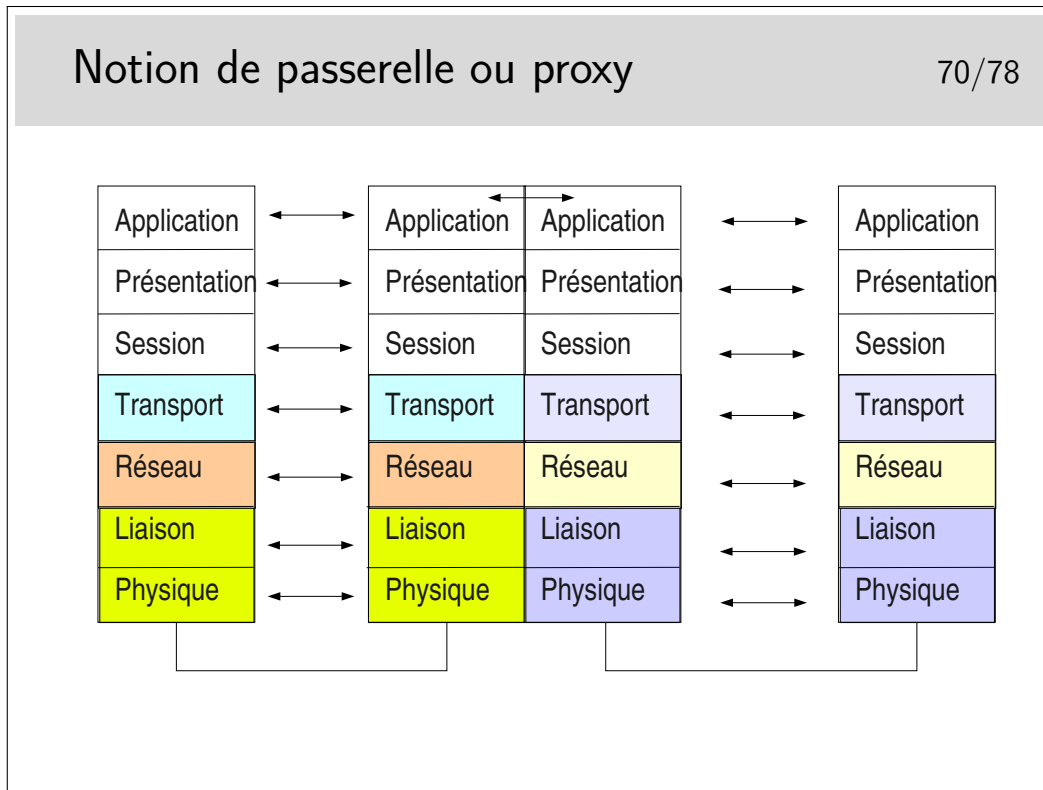 Notion de passerelle ou proxy 70/78
Application Application Application Application
Présentation Présentation Présentation Présentation
Session Session Session Session
Transport Transport Transport Transport
Réseau Réseau Réseau Réseau
Liaison Liaison Liaison Liaison
Physique Physique Physique Physique